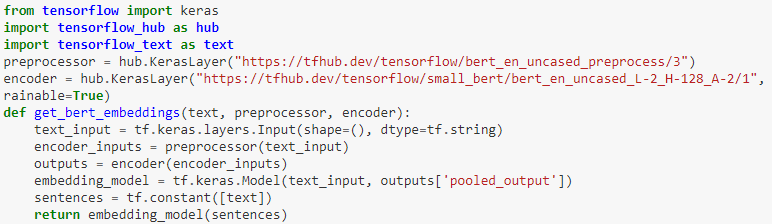 from tensorflow import keras
import tensorflow_hub as hub
import tensorflow_text as text
preprocessor = hub.KerasLayer("https://tfhub.dev/tensorflow/bert_en_uncased_preprocess/3")
encoder = hub.KerasLayer("https://tfhub.dev/tensorflow/small_bert/bert_en_uncased_L-2_H-128_A-2/1",
rainable=True)
def get_bert_embeddings(text, preprocessor, encoder):
    text_input = tf.keras.layers.Input(shape=(), dtype=tf.string)
    encoder_inputs = preprocessor(text_input)
    outputs = encoder(encoder_inputs)
    embedding_model = tf.keras.Model(text_input, outputs['pooled_output'])
    sentences = tf.constant([text])
    return embedding_model(sentences)